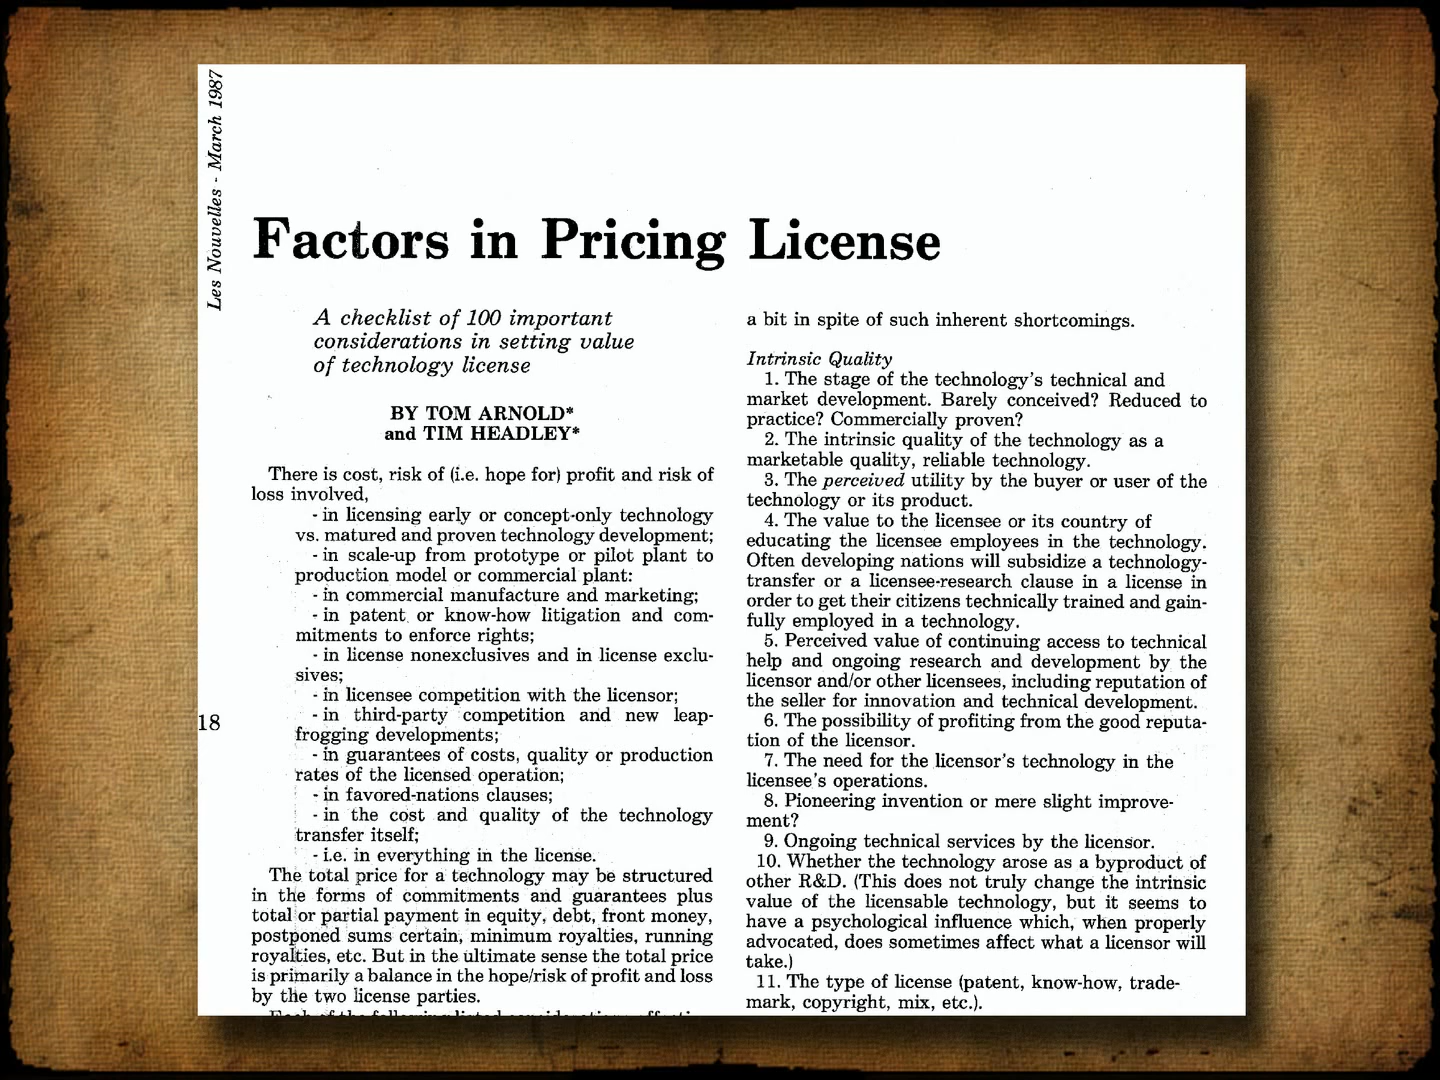 Les Nouvelles - March 1987
Factors in Pricing License
A checklist of 100 important
considerations in setting value
of technology license
BY TOM ARNOLD*
and TIM HEADLEY*
There is cost, risk of (i.e. hope for) profit and risk of
loss involved,
- in licensing early or concept-only technology
vs. matured and proven technology development;
- in scale-up from prototype or pilot plant to
production model or commercial plant:
- in commercial manufacture and marketing;
- in patent or know-how litigation and com-
mitments to enforce rights;
- in license nonexclusives and in license exclu-
sives;
- in licensee competition with the licensor;
- in third-party competition and new leap-
frogging developments;
- in guarantees of costs, quality or production
rates of the licensed operation;
- in favored-nations clauses;
- in the cost and quality of the technology
transfer itself;
- i.e. in everything in the license.
The total price for a technology may be structured
in the forms of commitments and guarantees plus
total or partial payment in equity, debt, front money,
postponed sums certain, minimum royalties, running
royalties, etc. But in the ultimate sense the total price
is primarily a balance in the hope/risk of profit and loss
by the two license parties.
18
a bit in spite of such inherent shortcomings.
Intrinsic Quality
1. The stage of the technology's technical and
market development. Barely conceived? Reduced to
practice? Commercially proven?
2. The intrinsic quality of the technology as a
marketable quality, reliable technology.
3. The perceived utility by the buyer or user of the
technology or its product.
4. The value to the licensee or its country of
educating the licensee employees in the technology.
Often developing nations will subsidize a technology-
transfer or a licensee-research clause in a license in
order to get their citizens technically trained and gain-
fully employed in a technology.
5. Perceived value of continuing access to technical
help and ongoing research and development by the
licensor and/or other licensees, including reputation of
the seller for innovation and technical development.
6. The possibility of profiting from the good reputa-
tion of the licensor.
7. The need for the licensor's technology in the
licensee's operations.
8. Pioneering invention or mere slight improve-
ment?
9. Ongoing technical services by the licensor.
10. Whether the technology arose as a byproduct of
other R&D. (This does not truly change the intrinsic
value of the licensable technology, but it seems to
have a psychological influence which, when properly
advocated, does sometimes affect what a licensor will
take.)
11. The type of license (patent, know-how, trade-
mark, copyright, mix, etc.).